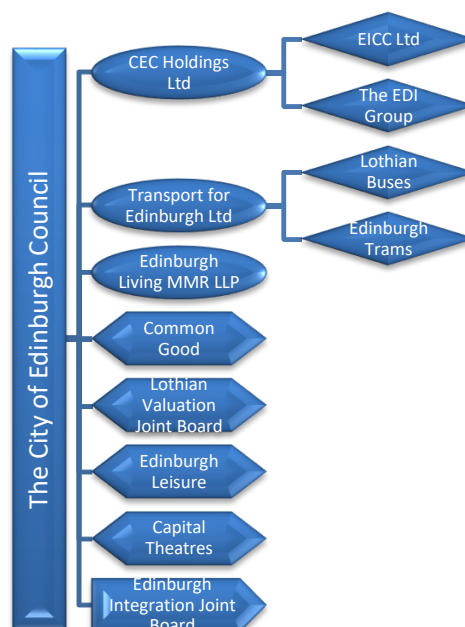 The City of Edinburgh Council
CEC Holdings
Ltd
EICC Ltd
The EDI
Group
Transport for
Edinburgh Ltd
Lothian
Buses
Edinburgh
Trams
Edinburgh
Living MMR LLP
Common
Good
Lothian
Valuation
Joint Board
Edinburgh
Leisure
Capital
Theatres
Edinburgh
Integration Joint
Board